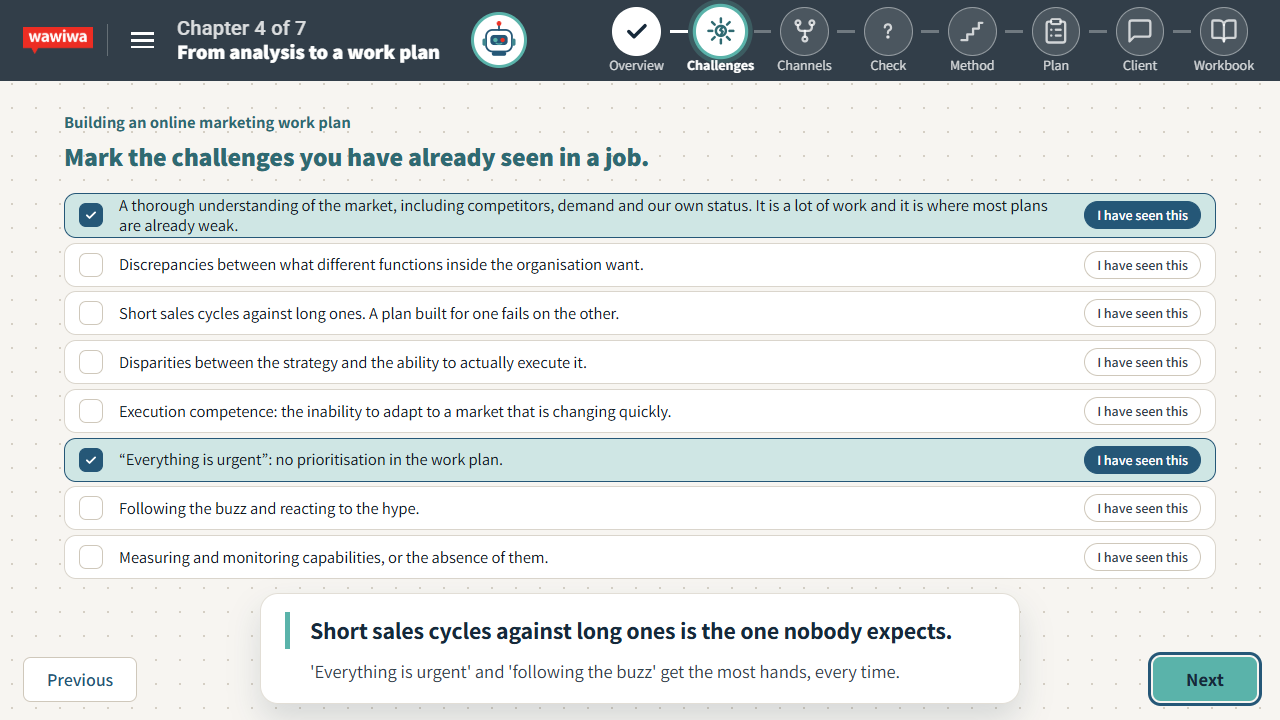 wawiwa
Chapter 4 of 7
From analysis to a work plan
Overview
Challenges
Channels
?
Check
Method
Plan
Client
Workbook
Building an online marketing work plan
Mark the challenges you have already seen in a job.
A thorough understanding of the market, including competitors, demand and our own status. It is a lot of work and it is where most plans
are already weak.
I have seen this
Discrepancies between what different functions inside the organisation want.
I have seen this
Short sales cycles against long ones. A plan built for one fails on the other.
I have seen this
Disparities between the strategy and the ability to actually execute it.
I have seen this
Execution competence: the inability to adapt to a market that is changing quickly.
I have seen this
“Everything is urgent”: no prioritisation in the work plan.
I have seen this
Following the buzz and reacting to the hype.
I have seen this
Measuring and monitoring capabilities, or the absence of them.
I have seen this
Short sales cycles against long ones is the one nobody expects.
'Everything is urgent' and 'following the buzz' get the most hands, every time.
Previous
Next